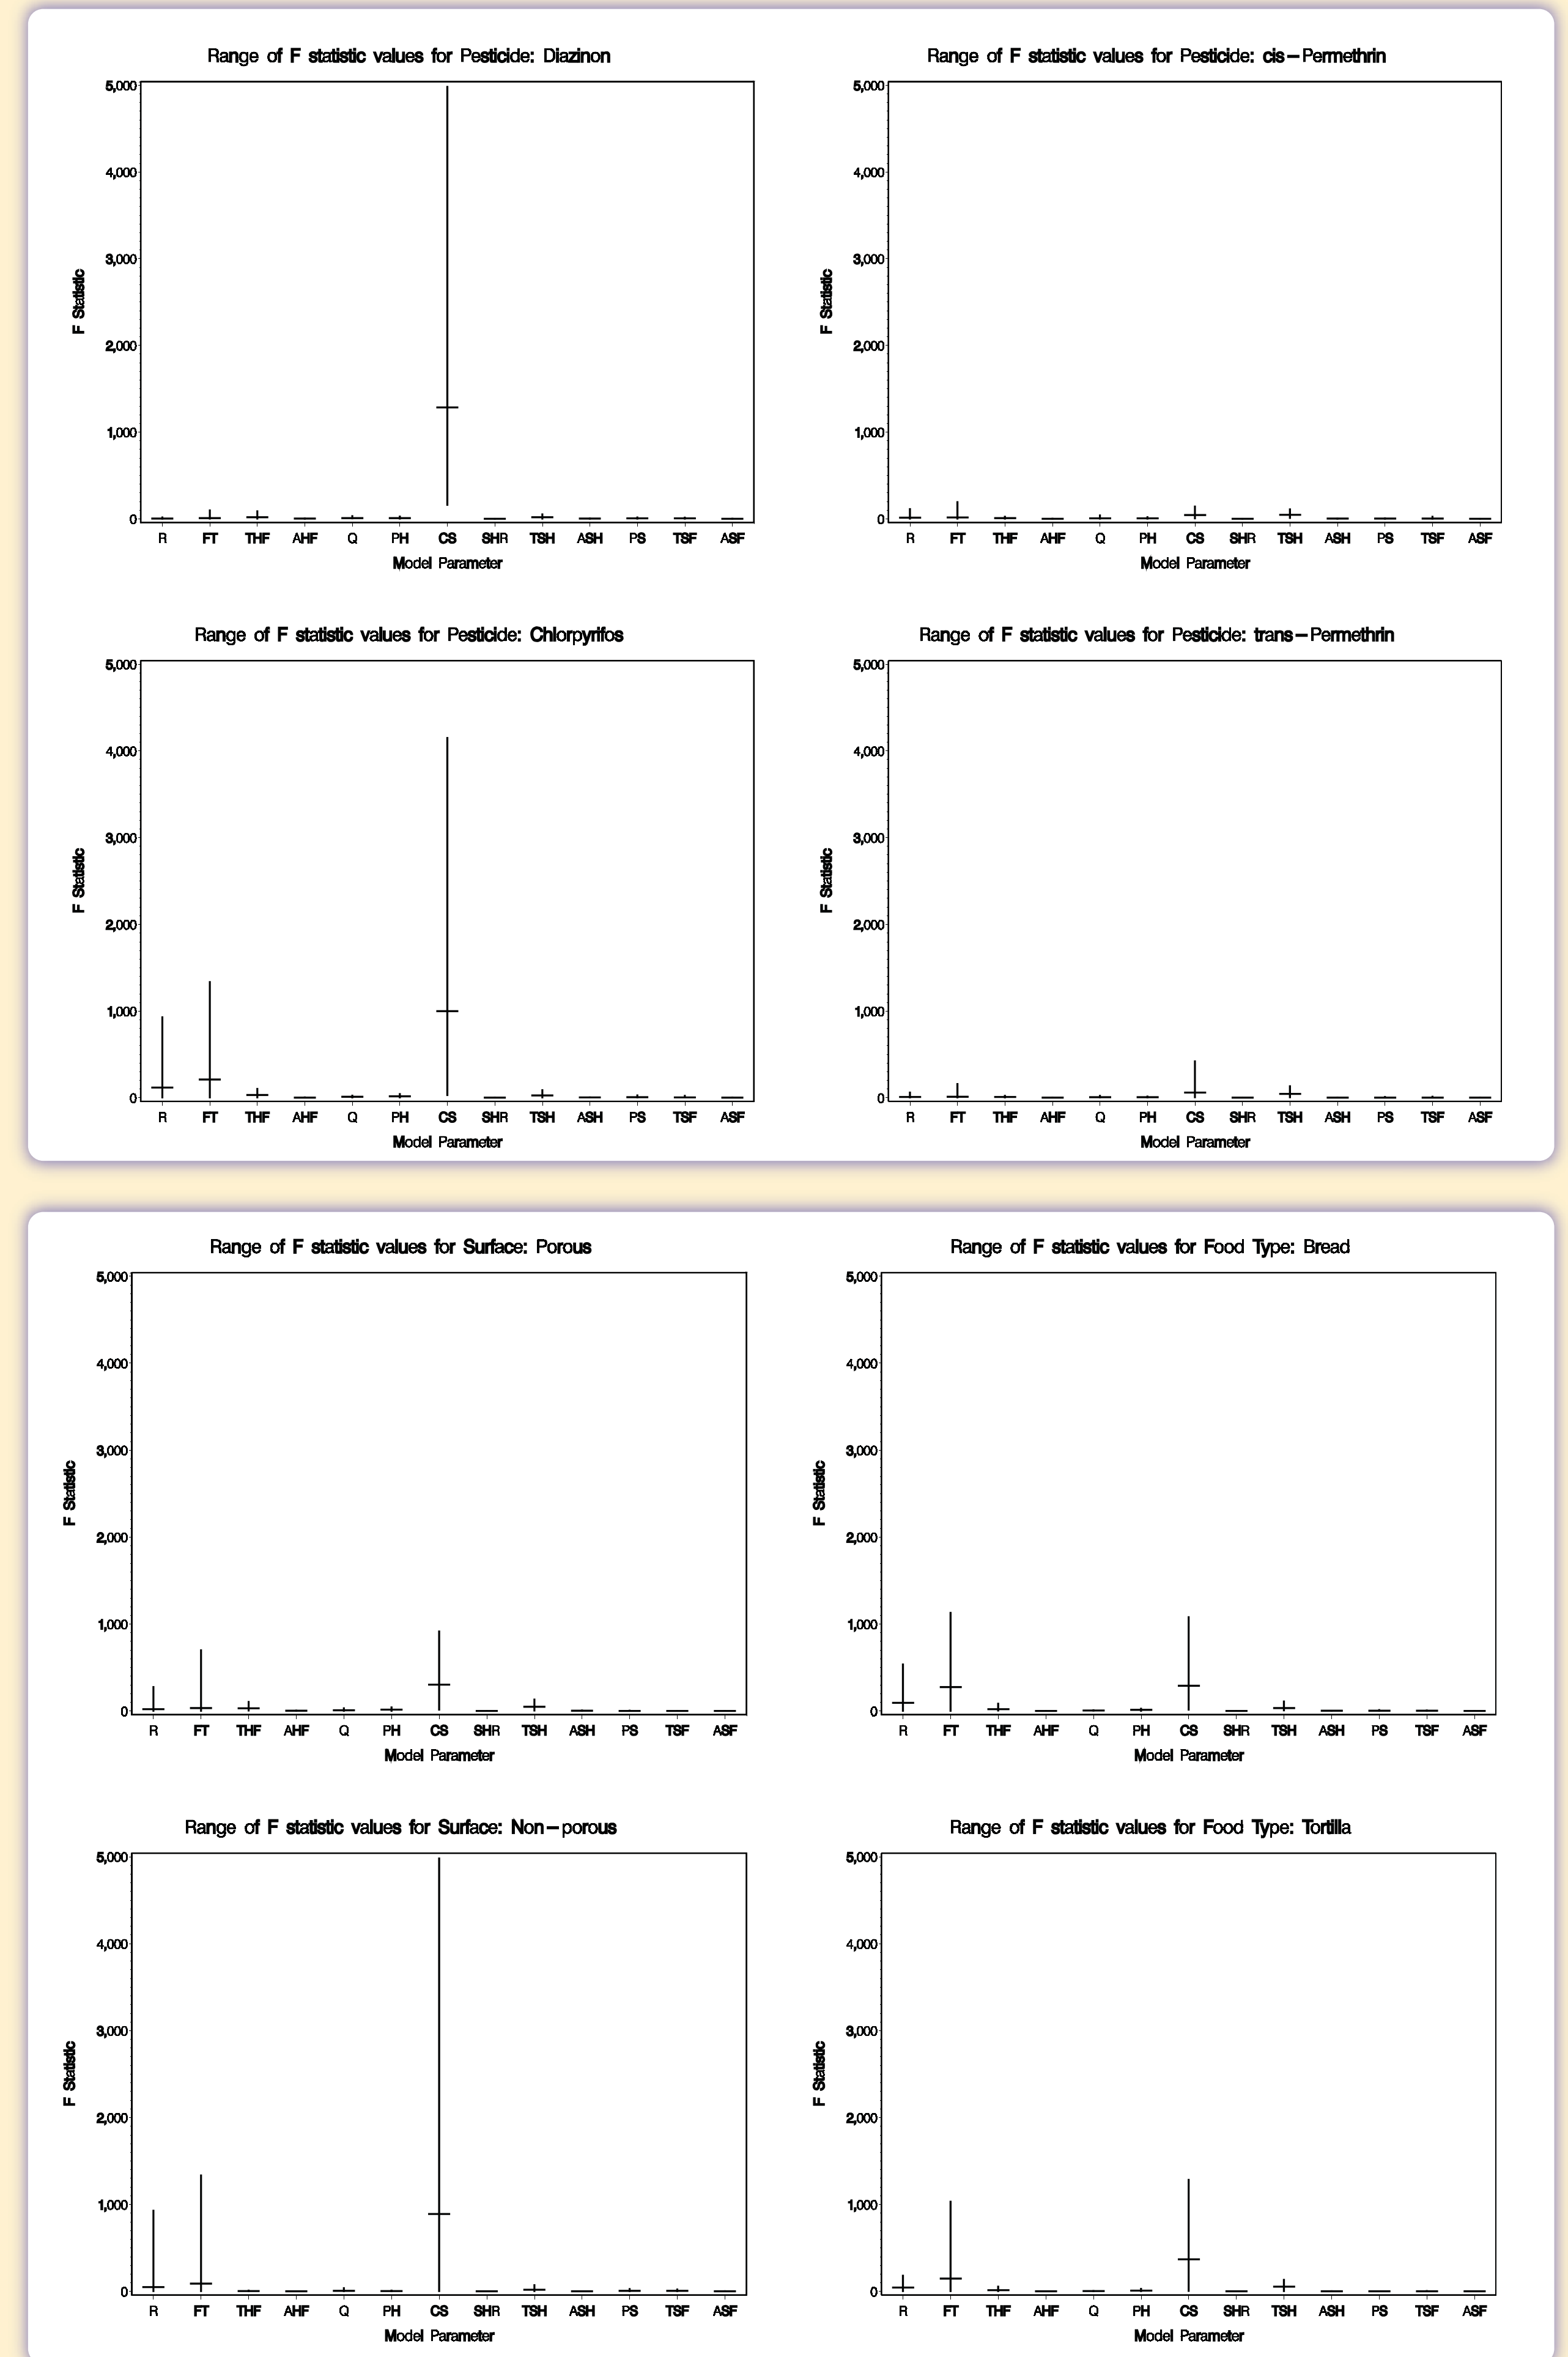 Range of F statistic values for Pesticide: Diazinon
5,000
4,000
3,000
2,000
1,000
0
F Statistic
R FT THF AHF Q PH CS SHR TSH ASH PS TSF ASF
Model Parameter
Range of F statistic values for Pesticide: cis-Permethrin
5,000
4,000
3,000
2,000
1,000
0
F Statistic
R FT THF AHF Q PH CS SHR TSH ASH PS TSF ASF
Model Parameter
Range of F statistic values for Pesticide: Chlorpyrifos
5,000
4,000
3,000
2,000
1,000
0
F Statistic
R FT THF AHF Q PH CS SHR TSH ASH PS TSF ASF
Model Parameter
Range of F statistic values for Pesticide: trans-Permethrin
5,000
4,000
3,000
2,000
1,000
0
F Statistic
R FT THF AHF Q PH CS SHR TSH ASH PS TSF ASF
Model Parameter
Range of F statistic values for Surface: Porous
5,000
4,000
3,000
2,000
1,000
0
F Statistic
R FT THF AHF Q PH CS SHR TSH ASH PS TSF ASF
Model Parameter
Range of F statistic values for Food Type: Bread
5,000
4,000
3,000
2,000
1,000
0
F Statistic
R FT THF AHF Q PH CS SHR TSH ASH PS TSF ASF
Model Parameter
Range of F statistic values for Surface: Non-porous
5,000
4,000
3,000
2,000
1,000
0
F Statistic
R FT THF AHF Q PH CS SHR TSH ASH PS TSF ASF
Model Parameter
Range of F statistic values for Food Type: Tortilla
5,000
4,000
3,000
2,000
1,000
0
F Statistic
R FT THF AHF Q PH CS SHR TSH ASH PS TSF ASF
Model Parameter